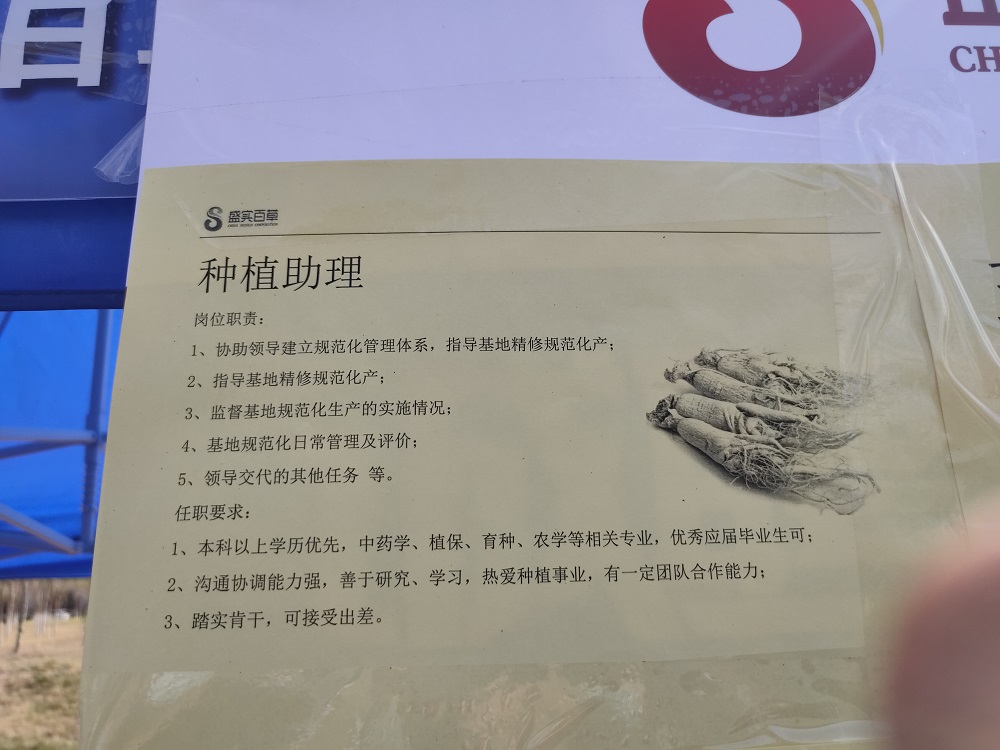 日
CH
盛实百草
种植助理
岗位职责：
1、协助领导建立规范化管理体系，指导基地精修规范化产；
2、指导基地精修规范化产；
3、监督基地规范化生产的实施情况；
4、基地规范化日常管理及评价；
5、领导交代的其他任务 等。
任职要求：
1、本科以上学历优先，中药学、植保、育种、农学等相关专业，优秀应届毕业生可；
2、沟通协调能力强，善于研究、学习，热爱种植事业，有一定团队合作能力；
3、踏实肯干，可接受出差。